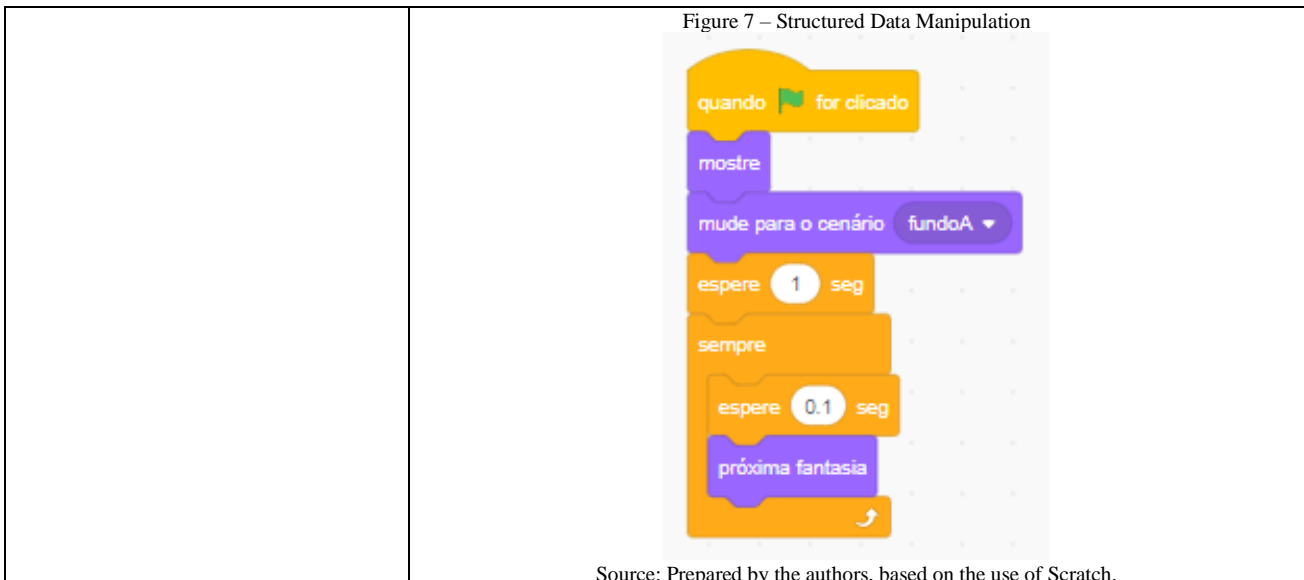 Figure 7 – Structured Data Manipulation
quando for clicado
mostre
mude para o cenário fundoA
espere 1 seg
sempre
espere 0.1 seg
próxima fantasia
Source: Prepared by the authors, based on the use of Scratch.